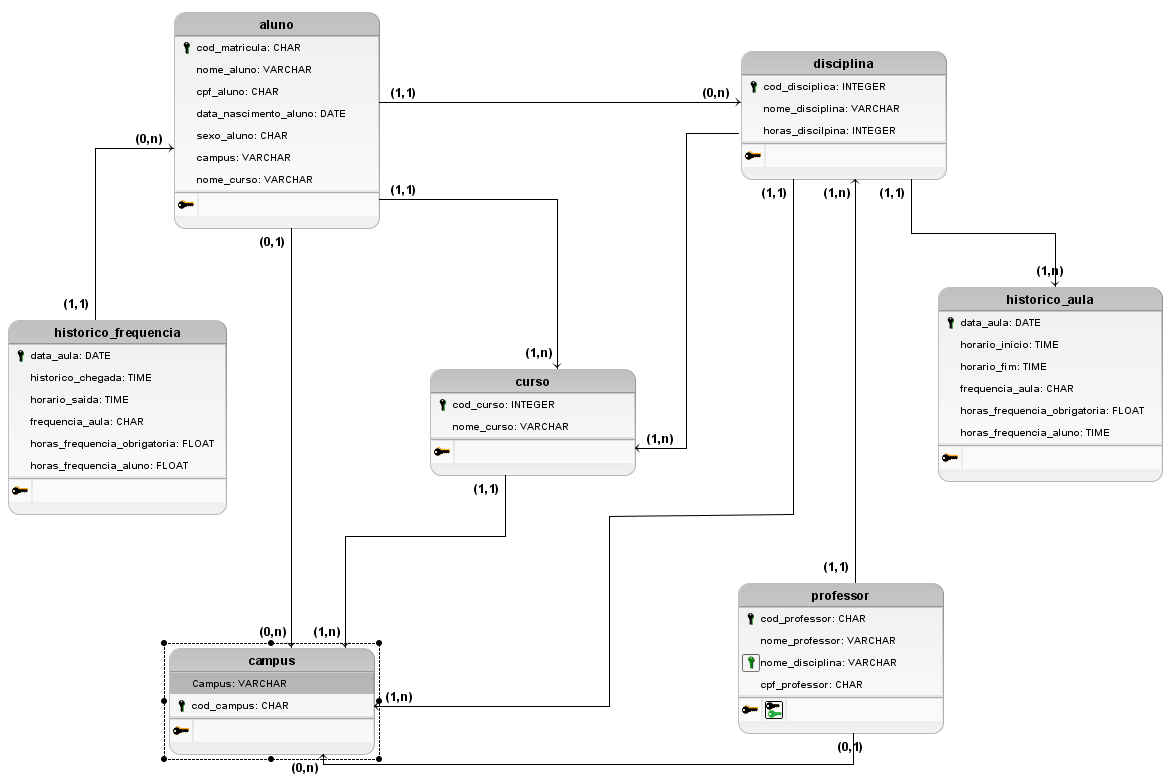 aluno
cod_matricula: CHAR
nome_aluno: VARCHAR
cpf_aluno: CHAR
data_nascimento_aluno: DATE
sexo_aluno: CHAR
campus: VARCHAR
nome_curso: VARCHAR
(1,1)
(0,n)
disciplina
cod_disciplica: INTEGER
nome_disciplina: VARCHAR
horas_discilpina: INTEGER
(0,n)
(1,1)
(0,1)
(1,1)
(1,n)
(1,1)
(1,n)
historico_aula
data_aula: DATE
horario_inicio: TIME
horario_fim: TIME
frequencia_aula: CHAR
horas_frequencia_obrigatoria: FLOAT
horas_frequencia_aluno: TIME
(1,1)
historico_frequencia
data_aula: DATE
historico_chegada: TIME
horario_saida: TIME
frequencia_aula: CHAR
horas_frequencia_obrigatoria: FLOAT
horas_frequencia_aluno: FLOAT
(1,n)
curso
cod_curso: INTEGER
nome_curso: VARCHAR
(1,n)
(1,1)
(1,1)
professor
cod_professor: CHAR
nome_professor: VARCHAR
nome_disciplina: VARCHAR
cpf_professor: CHAR
(0,n)
(1,n)
campus
Campus: VARCHAR
cod_campus: CHAR
(1,n)
(0,1)
(0,n)